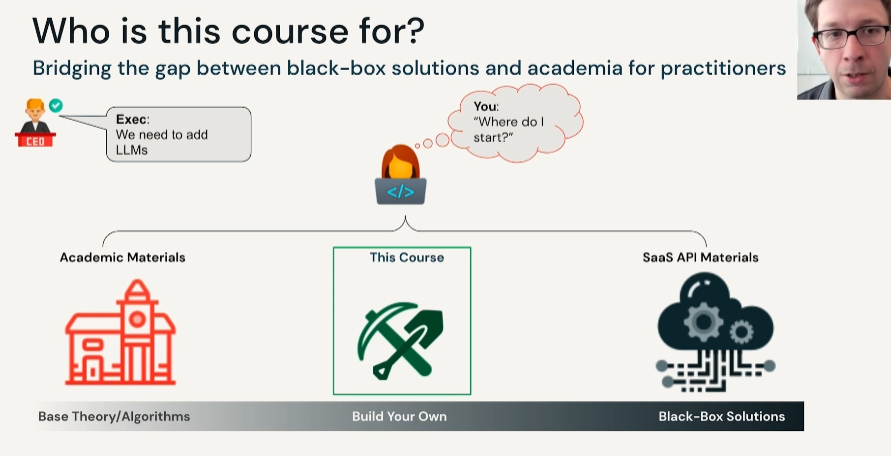 Who is this course for?
Bridging the gap between black-box solutions and academia for practitioners
CEO
Exec:
We need to add
LLMs
You:
“Where do I
start?”
</>
Academic Materials
This Course
SaaS API Materials
Base Theory/Algorithms
Build Your Own
Black-Box Solutions